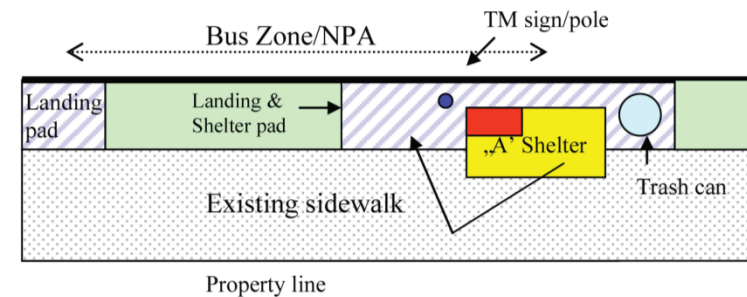 TM sign/pole
Bus Zone/NPA
Landing
pad
Landing &
Shelter pad
„A’ Shelter
Trash can
Existing sidewalk
Property line